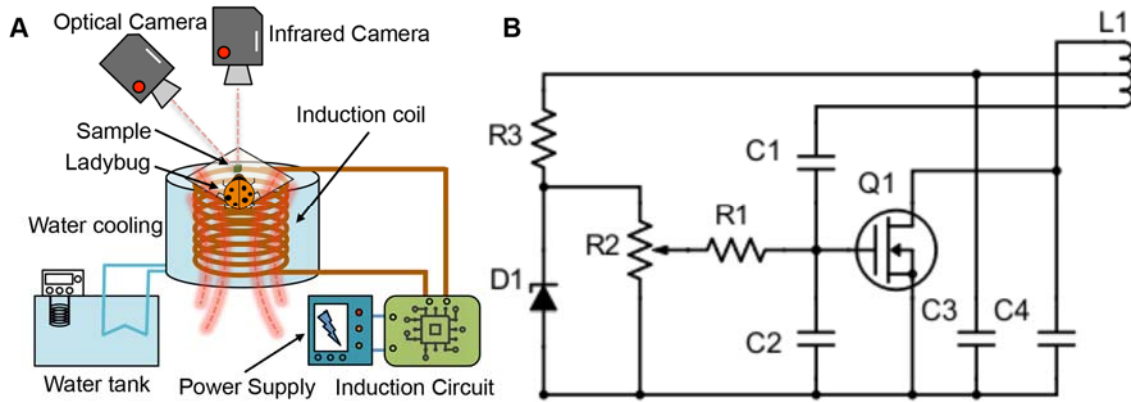 A
Optical Camera
Infrared Camera
Sample
Ladybug
Induction coil
Water cooling
Water tank
Power Supply
Induction Circuit
B
L1
R3
C1
Q1
R1
R2
D1
C2
C3
C4